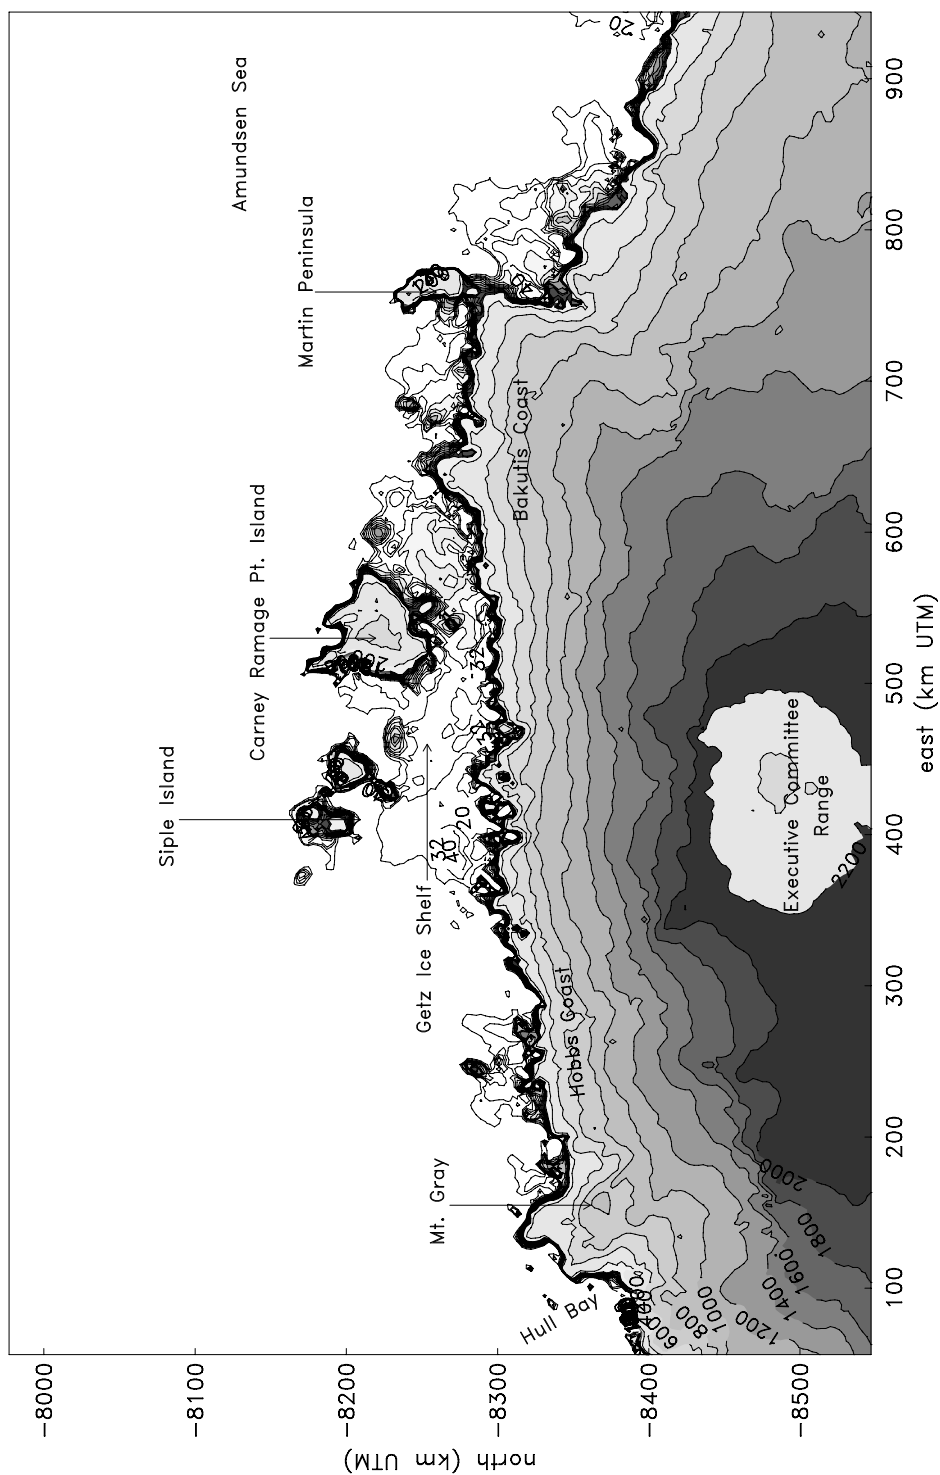 Amundsen Sea
Martin Peninsula
Carney Ramage Pt. Island
Siple Island
Getz Ice Shelf
Mt. Gray
Hull Bay
Bakutis Coast
Hobbs Coast
Executive Committee
Range
20
32
32
40
20
2200
2000
1800
1600
1400
1200
1000
800
600
400
-8000
-8100
-8200
-8300
-8400
-8500
north (km UTM)
100
200
300
400
500
600
700
800
900
east (km UTM)